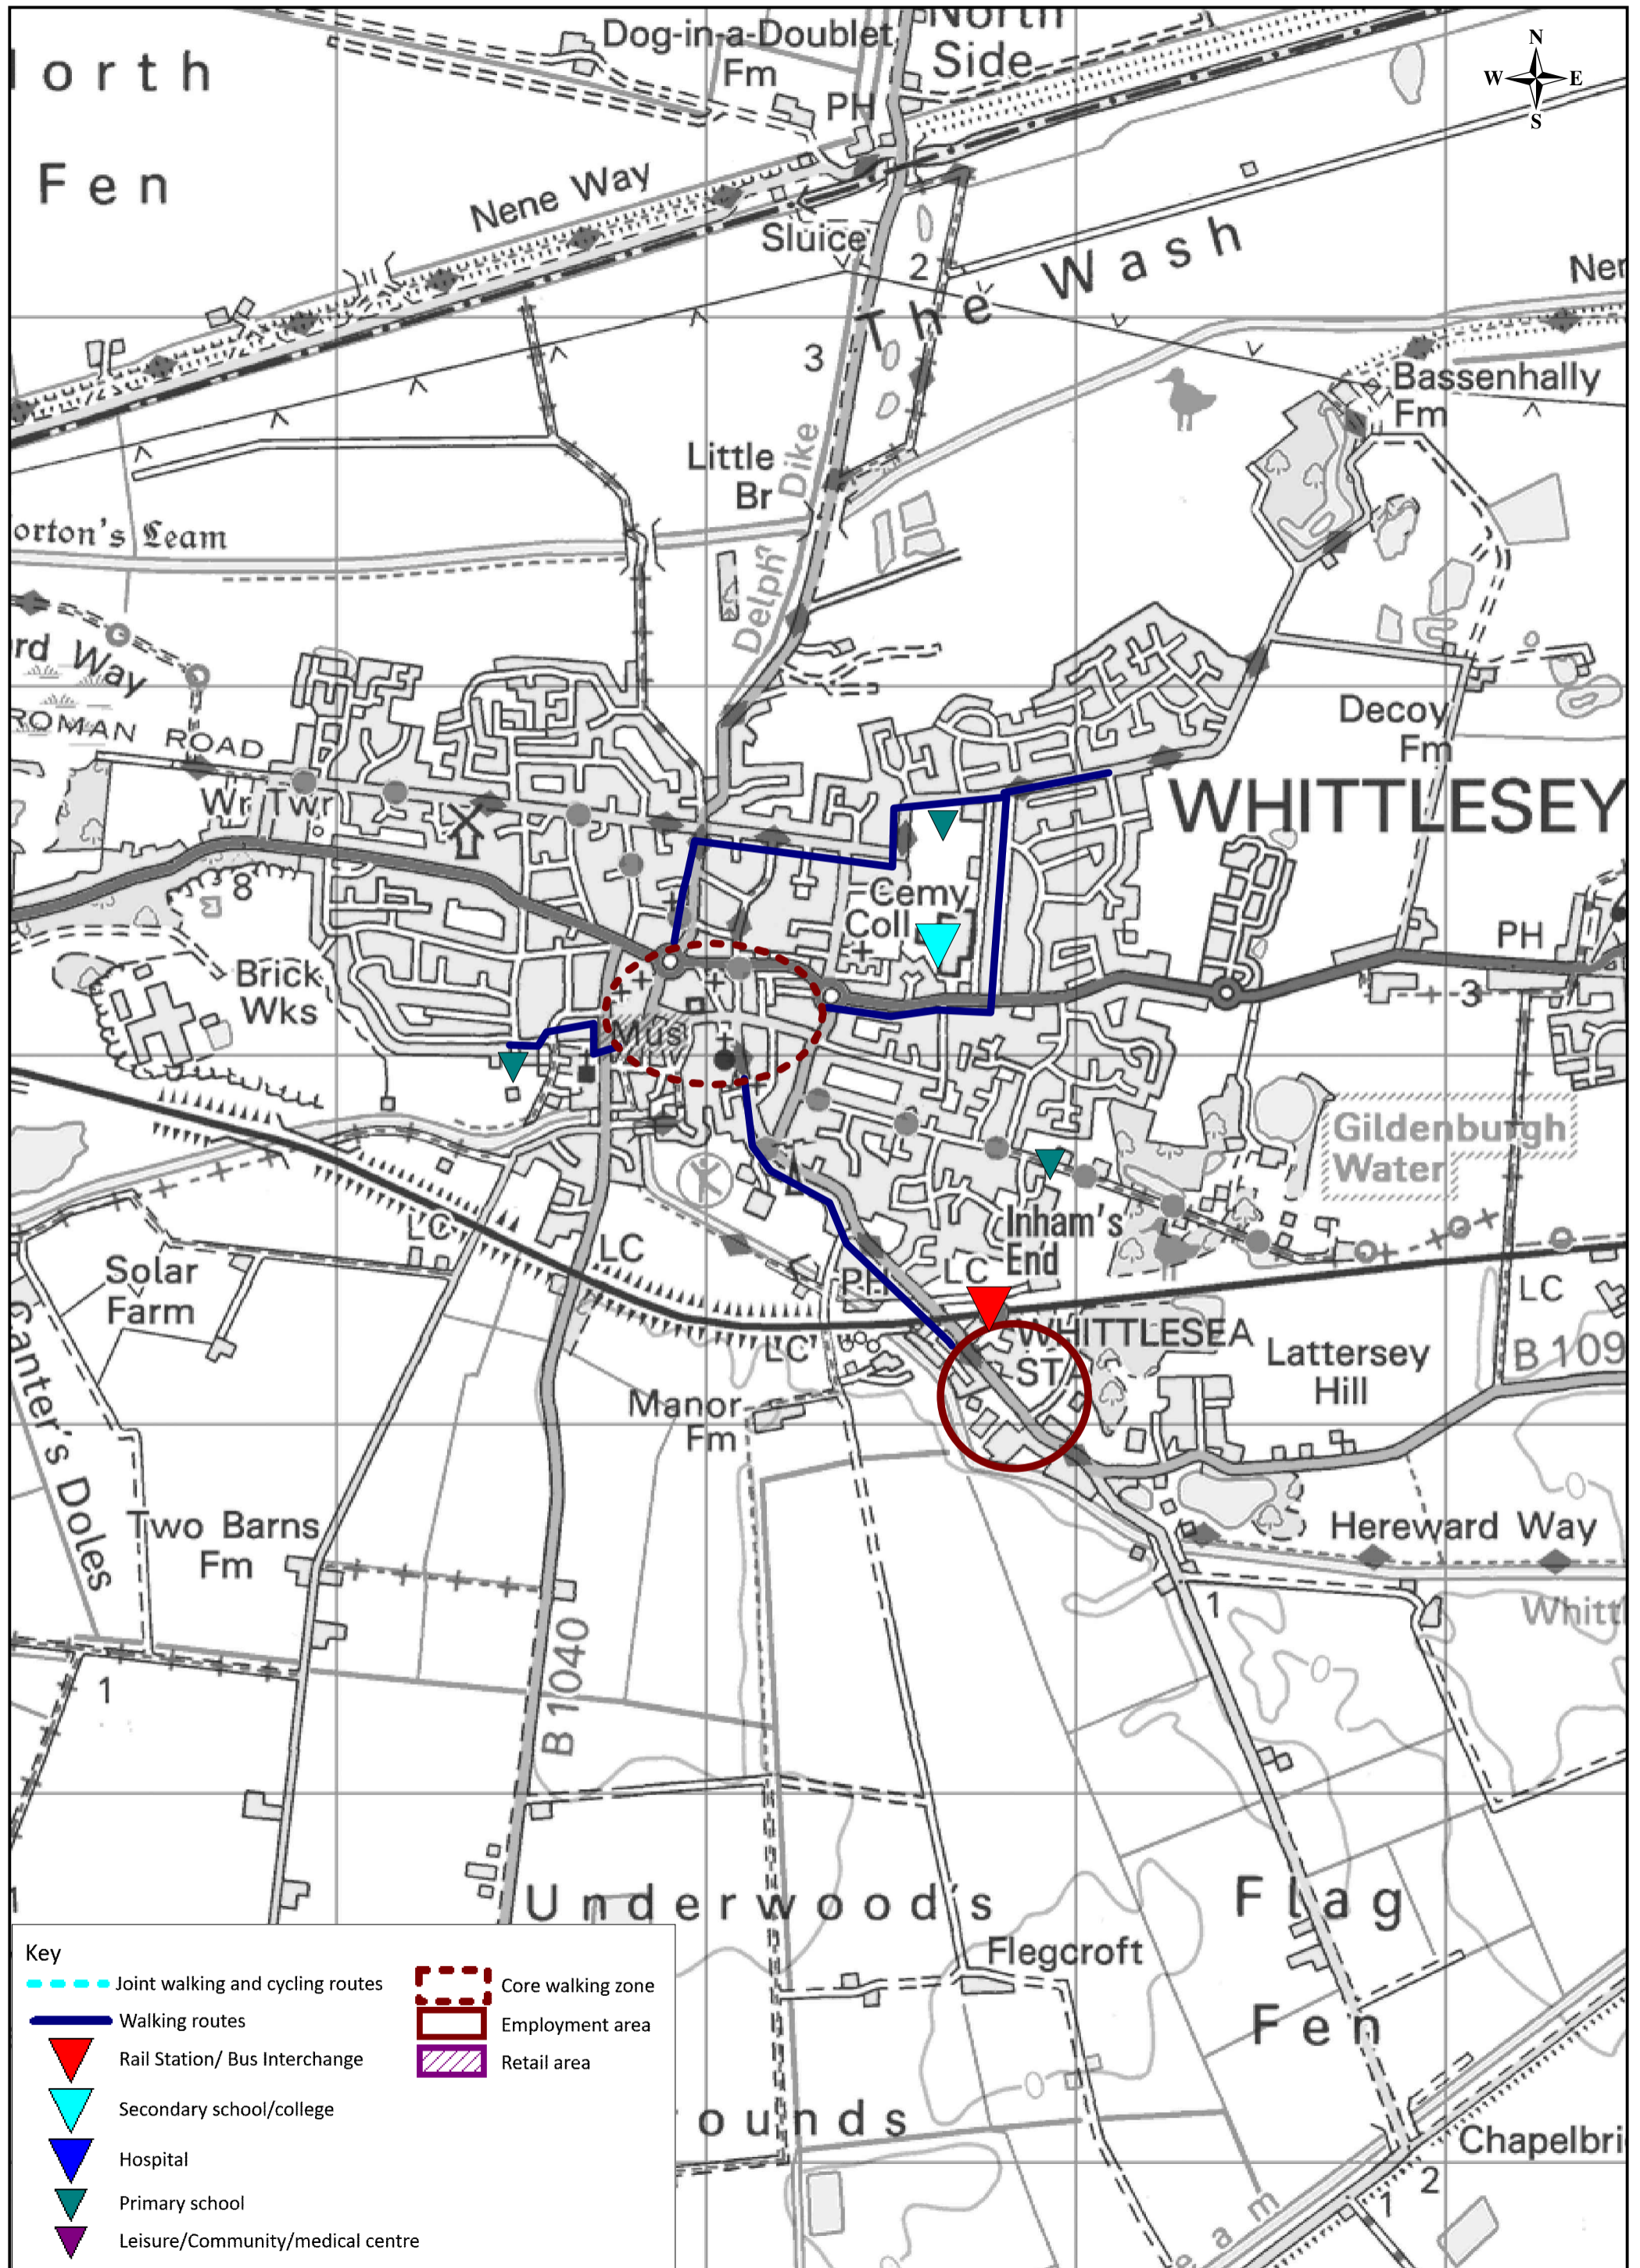 North
Side
Dog-in-a-Doublet
Fm
PH
N
W E
S
orth
Fen
Nene Way
Sluice
2
The Wash
3
Bassenhally
Fm
Little
Br
Delph Dike
orton's Leam
rd Way
ROMAN ROAD
Decoy
Fm
Wr Twr
WHITTLESEY
8
Cemy
Coll
PH
3
Brick
Wks
Mus
Gildenburgh
Water
Inham's
End
LC
LC
LC
PH
LC
LC
Solar
Farm
WHITTLESEA
STA
Lattersey
Hill
B 109
Canter's Doles
Manor
Fm
Two Barns
Fm
Hereward Way
1
Whittl
1
B 1040
Underwood's
Flag
Fen
Flegcroft
ounds
Chapelbri
2
1
eam
Key
Joint walking and cycling routes
Walking routes
Rail Station/ Bus Interchange
Secondary school/college
Hospital
Primary school
Leisure/Community/medical centre
Core walking zone
Employment area
Retail area